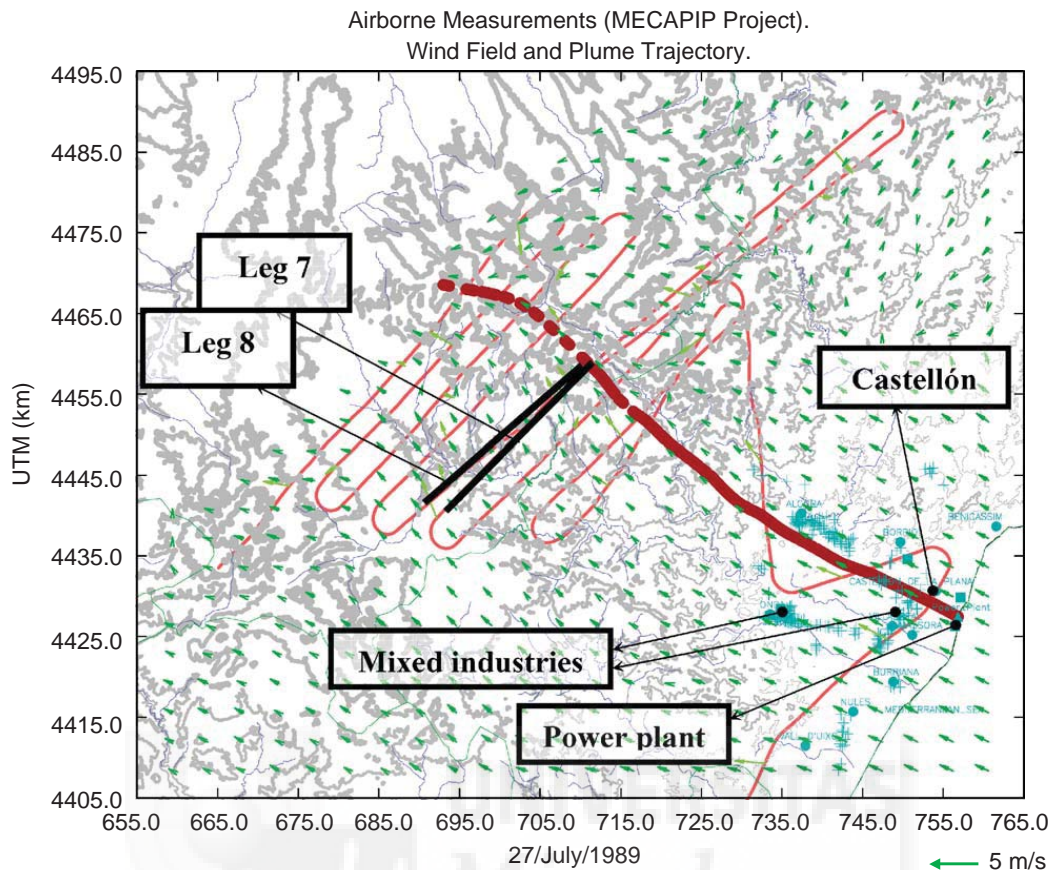 Airborne Measurements (MECAPIP Project).
Wind Field and Plume Trajectory.
UTM (km)
4495.0
4485.0
4475.0
4465.0
4455.0
4445.0
4435.0
4425.0
4415.0
4405.0
Leg 7
Leg 8
Castellón
BENICASSIM
Mixed industries
BURRIANA
NULES
Power plant
655.0 665.0 675.0 685.0 695.0 705.0 715.0 725.0 735.0 745.0 755.0 765.0
27/July/1989
5 m/s